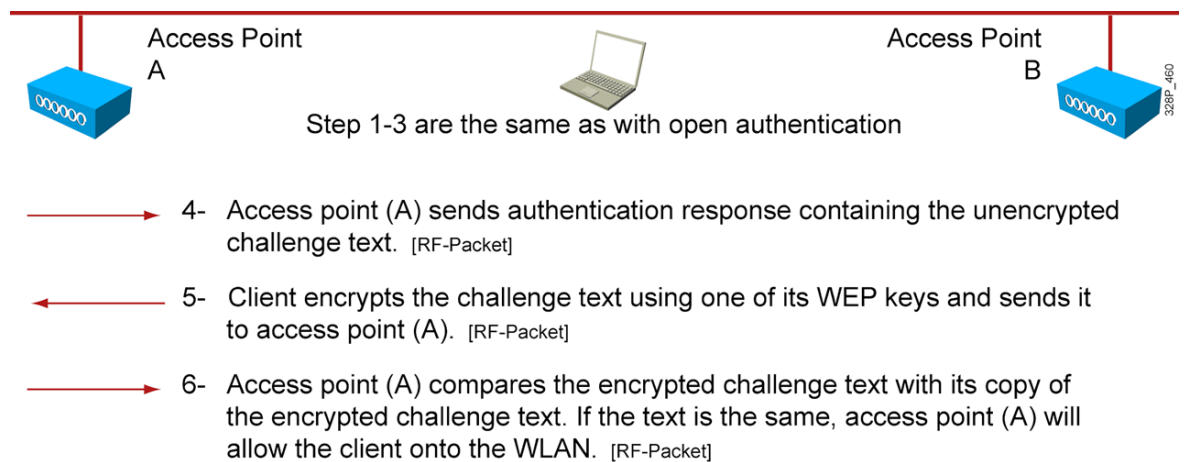 Access Point
A
Access Point
B
328P_460
Step 1-3 are the same as with open authentication
4- Access point (A) sends authentication response containing the unencrypted
challenge text. [RF-Packet]
5- Client encrypts the challenge text using one of its WEP keys and sends it
to access point (A). [RF-Packet]
6- Access point (A) compares the encrypted challenge text with its copy of
the encrypted challenge text. If the text is the same, access point (A) will
allow the client onto the WLAN. [RF-Packet]